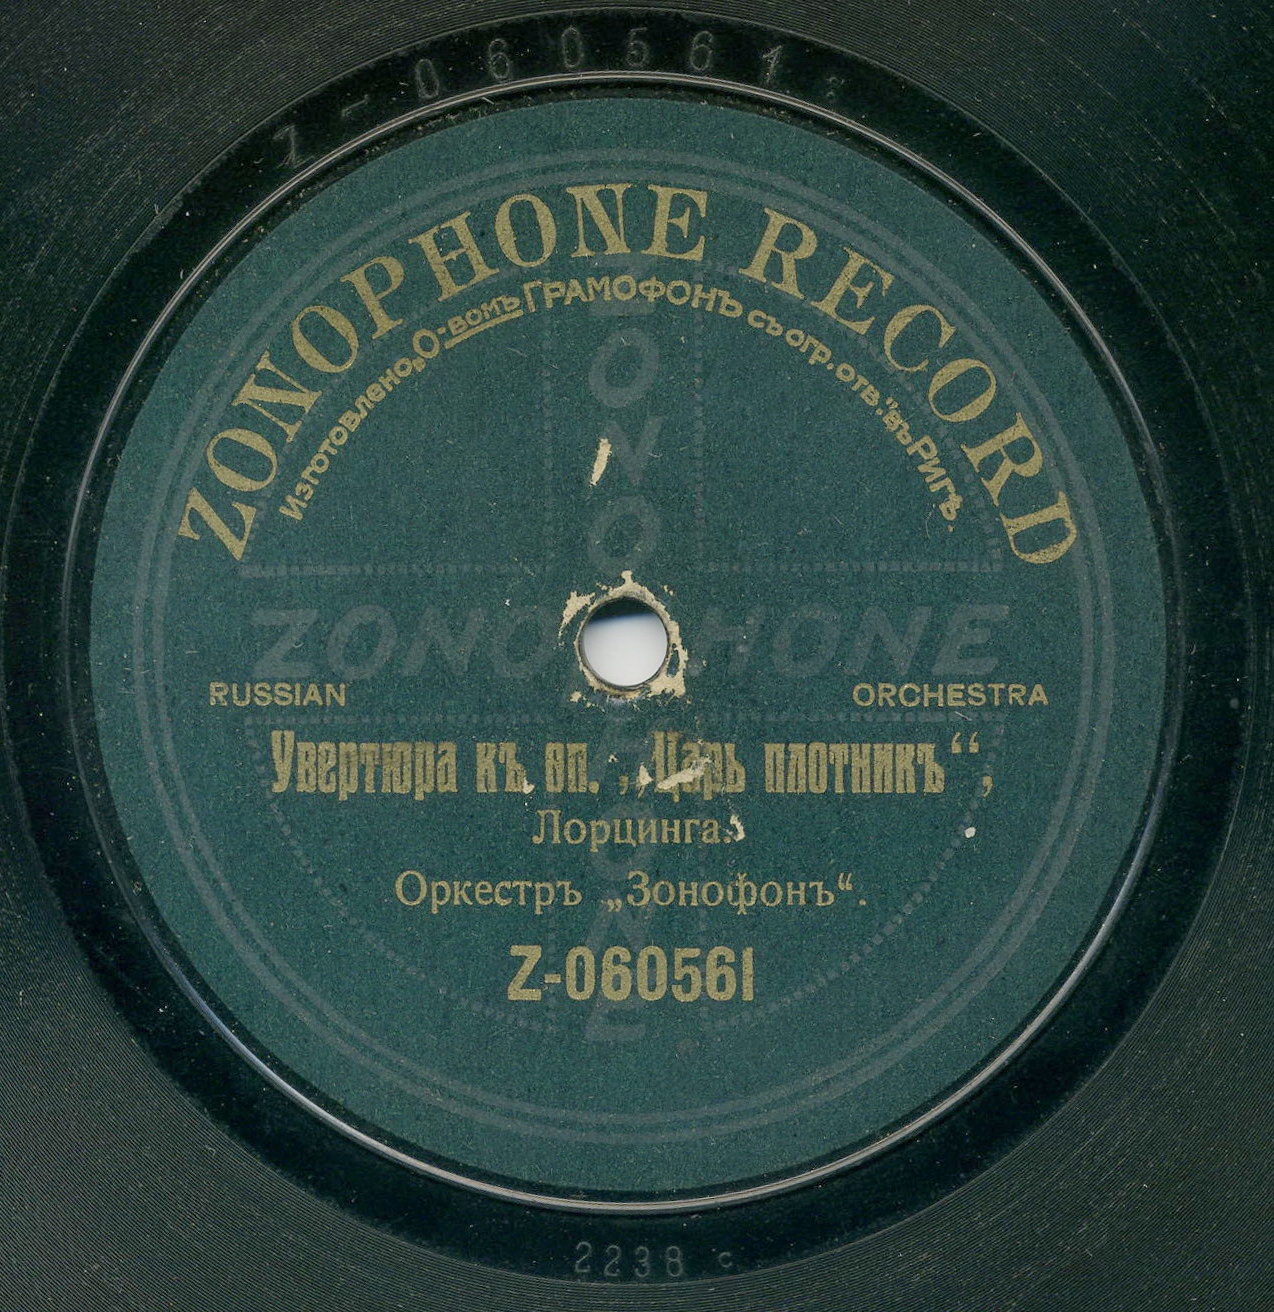 Z-060561
ZONOPHONE RECORD
Изготовлено О-вомъ ГРАМОФОНЪ съ огр. отв. въ Ригѣ.
ZONOPHONE
ZONOPHONE
RUSSIAN ORCHESTRA
Увертюра къ оп. „Царь плотникъ“,
Лорцинга.
Оркестръ „Зонофонъ“.
Z-060561
2238 c